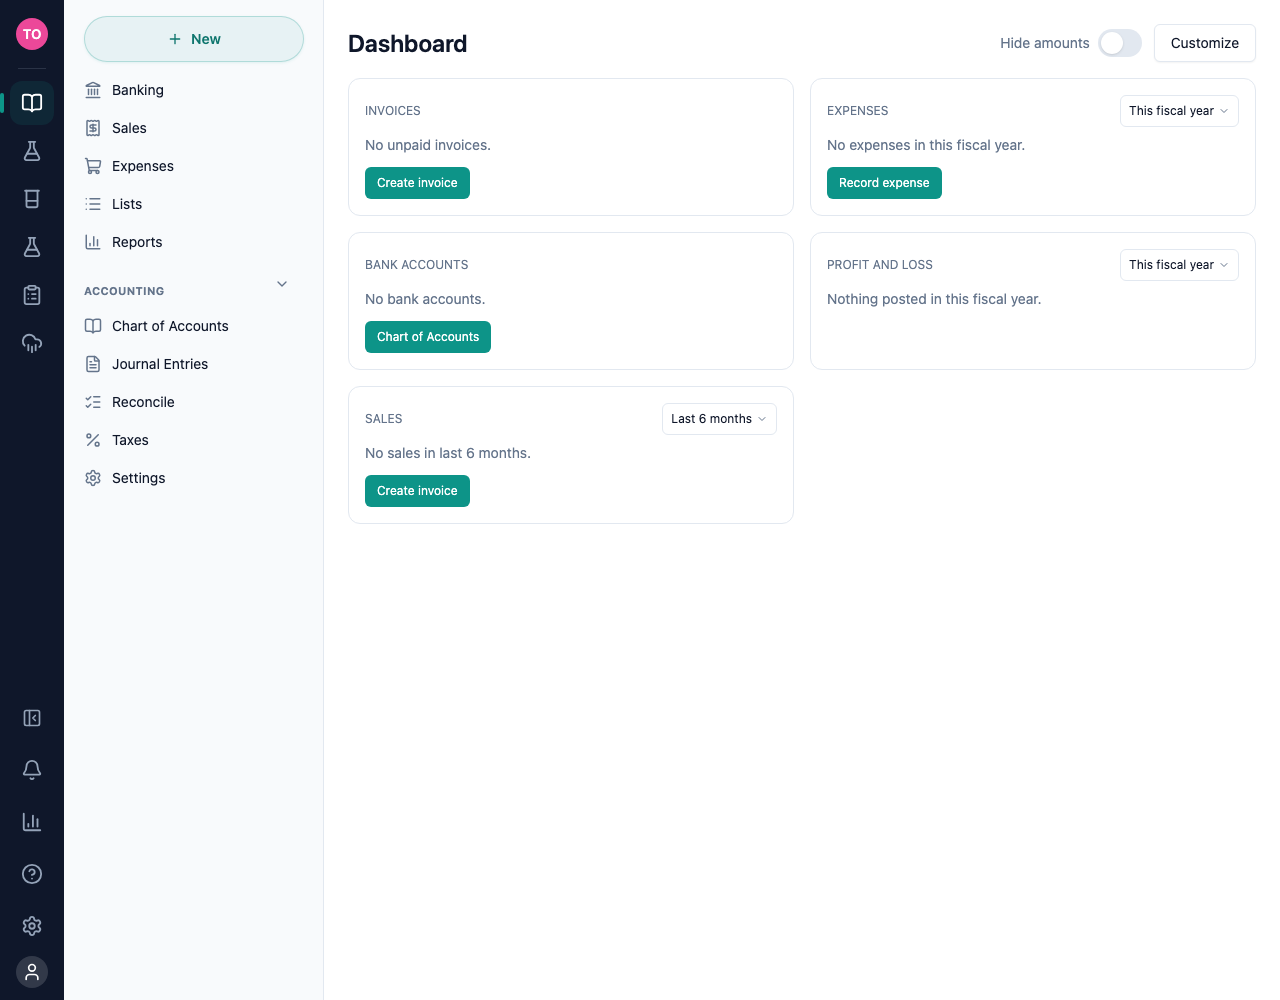 TO
New
Banking
Sales
Expenses
Lists
Reports
ACCOUNTING
Chart of Accounts
Journal Entries
Reconcile
Taxes
Settings
Dashboard
Hide amounts
Customize
INVOICES
No unpaid invoices.
Create invoice
EXPENSES
This fiscal year
No expenses in this fiscal year.
Record expense
BANK ACCOUNTS
No bank accounts.
Chart of Accounts
PROFIT AND LOSS
This fiscal year
Nothing posted in this fiscal year.
SALES
Last 6 months
No sales in last 6 months.
Create invoice